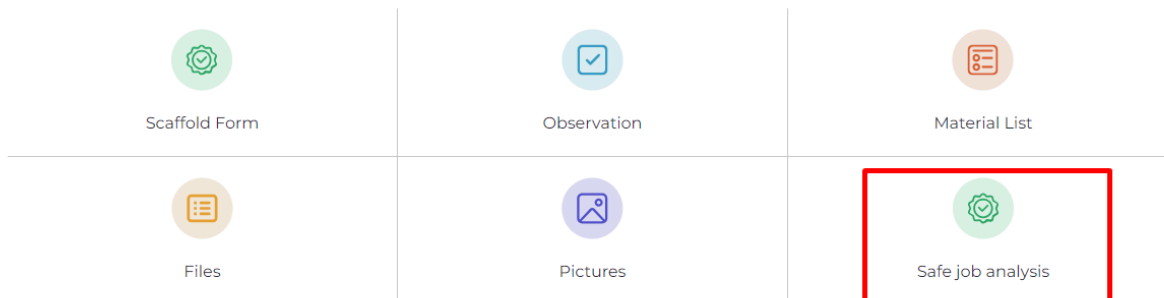 Scaffold Form
Observation
Material List
Files
Pictures
Safe job analysis